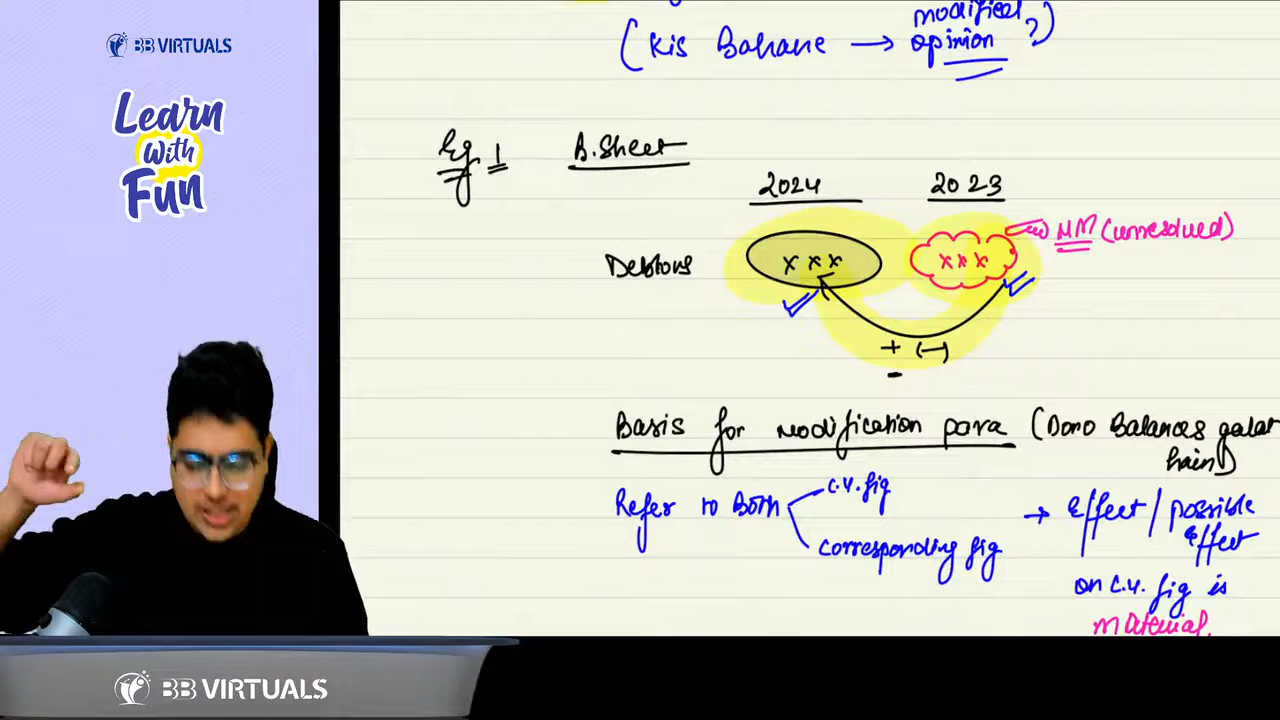 BB VIRTUALS
Learn
With
Fun
modified
(Kis Bahane → opinion ?)
Eg 1 B.Sheet
2024 2023
MM (unresolved)
Debtors xxx xxx
+ (-)
Basis for modification para (Dono Balances galat
hain)
Refer to Both c.y. fig → Effect / possible
Effect
corresponding fig
on c.y. fig is
material.
BB VIRTUALS